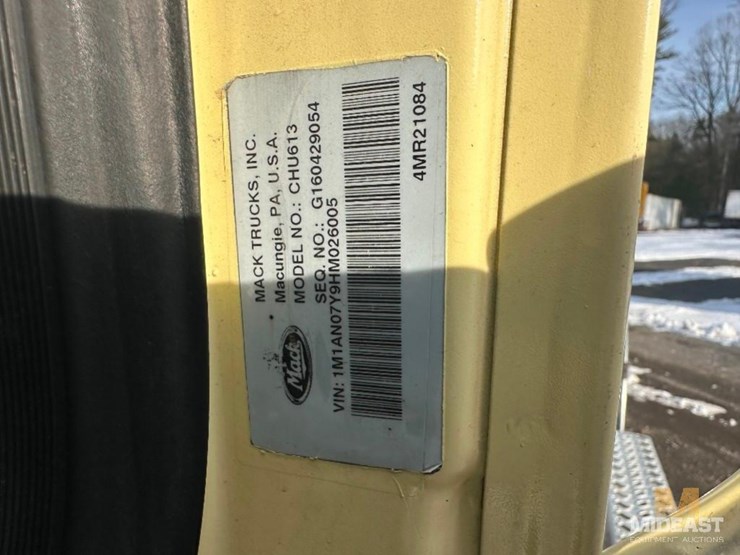 MACK TRUCKS, INC.
Macungie, PA, U.S.A.
MODEL NO.: CHU613
SEQ. NO.: G160429054
Mack
VIN: 1M1AN07Y9HM026005
4MR21084
MIDEAST
EQUIPMENT AUCTIONS